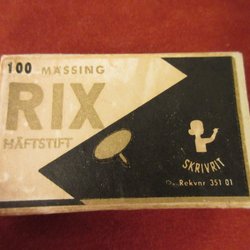 100 MÄSSING
RIX
HÄFTSTIFT
SKRIVRIT
Rekvnr 351 01